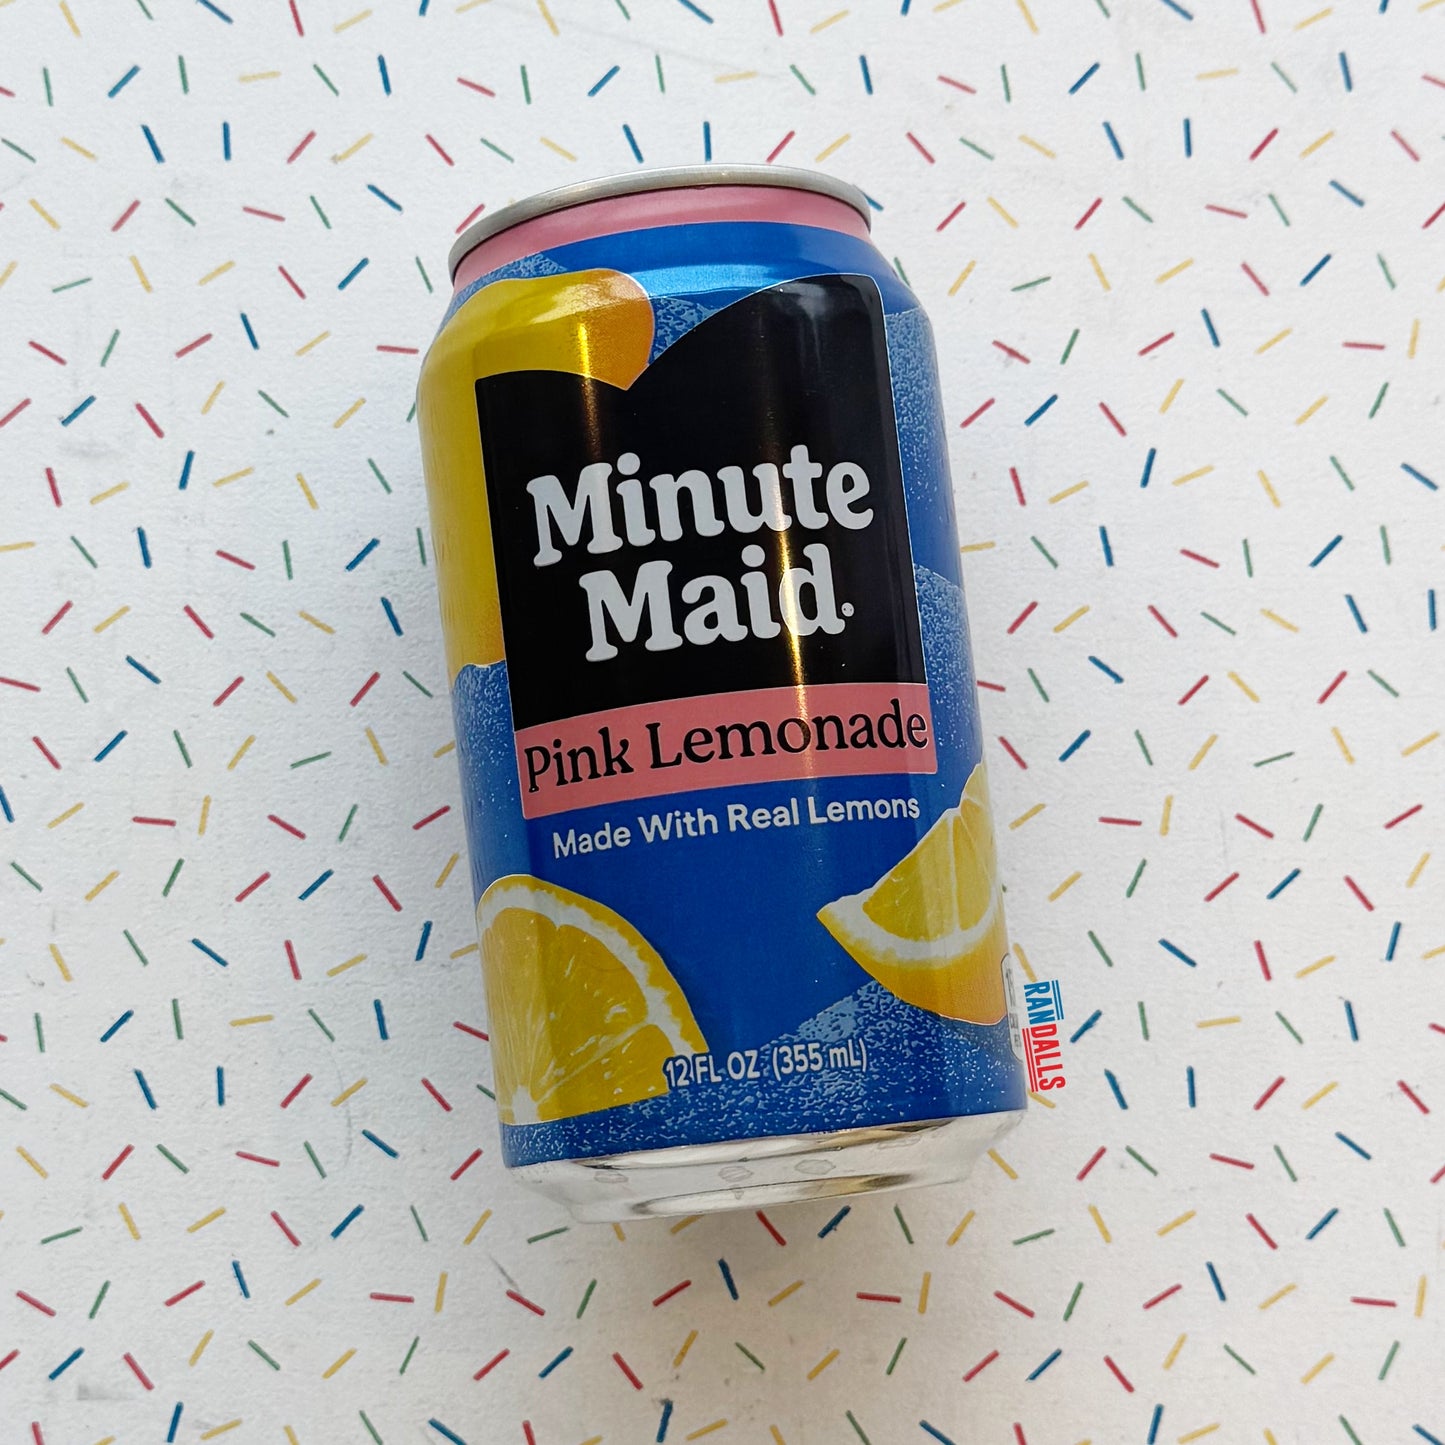 Minute
Maid
Pink Lemonade
Made With Real Lemons
12 FL OZ (355 mL)
RANDALLS